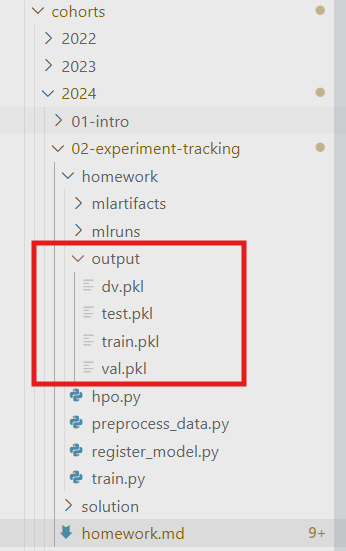 cohorts
2022
2023
2024
01-intro
02-experiment-tracking
homework
mlartifacts
mlruns
output
dv.pkl
test.pkl
train.pkl
val.pkl
hpo.py
preprocess_data.py
register_model.py
train.py
solution
homework.md 9+